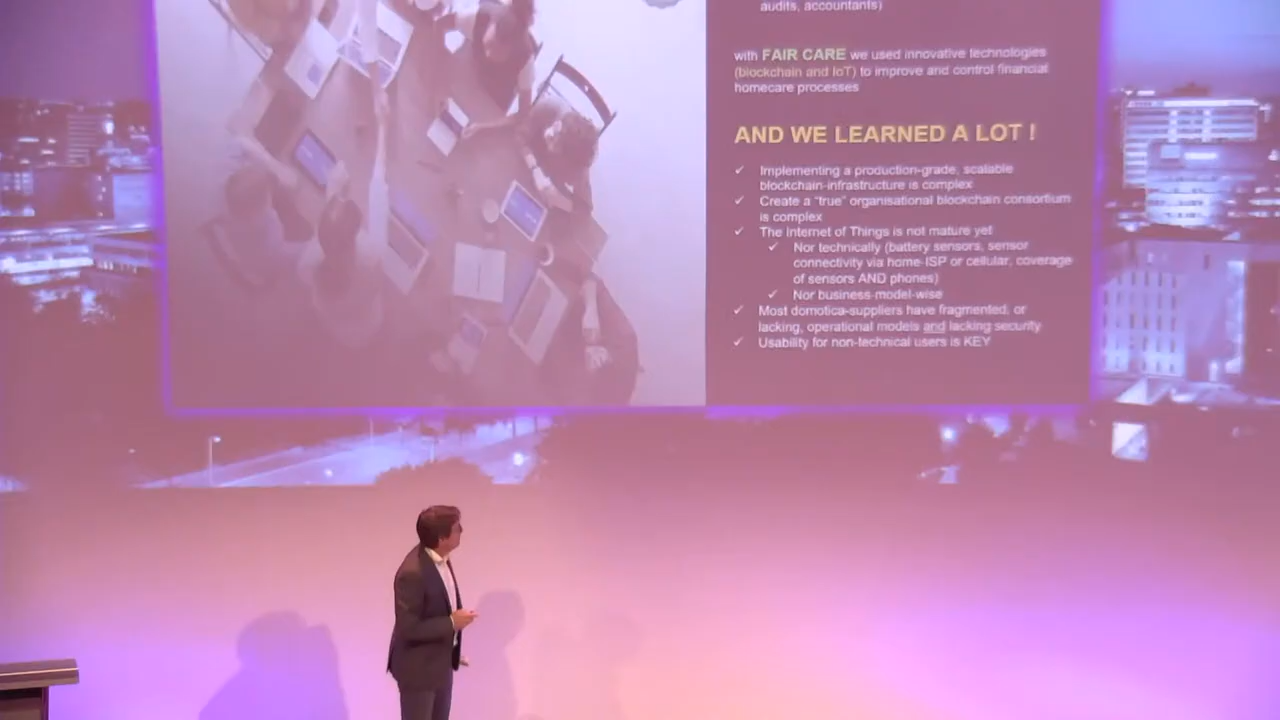 audits, accountants)
with FAIR CARE we used innovative technologies
(blockchain and IoT) to improve and control financial
homecare processes
AND WE LEARNED A LOT !
✓ Implementing a production-grade, scalable
blockchain-infrastructure is complex
✓ Create a "true" organisational blockchain consortium
is complex
✓ The Internet of Things is not mature yet
✓ Nor technically (battery sensors, sensor
connectivity via home-ISP or cellular, coverage
of sensors AND phones)
✓ Nor business-model-wise
✓ Most domotica-suppliers have fragmented, or
lacking, operational models and lacking security
✓ Usability for non-technical users is KEY